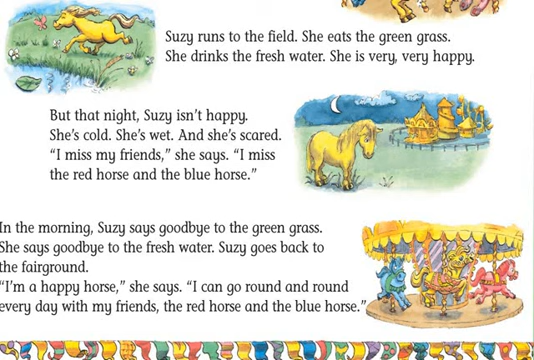 Suzy runs to the field. She eats the green grass.
She drinks the fresh water. She is very, very happy.
But that night, Suzy isn't happy.
She's cold. She's wet. And she's scared.
“I miss my friends,” she says. “I miss
the red horse and the blue horse.”
In the morning, Suzy says goodbye to the green grass.
She says goodbye to the fresh water. Suzy goes back to
the fairground.
“I'm a happy horse,” she says. “I can go round and round
every day with my friends, the red horse and the blue horse.”